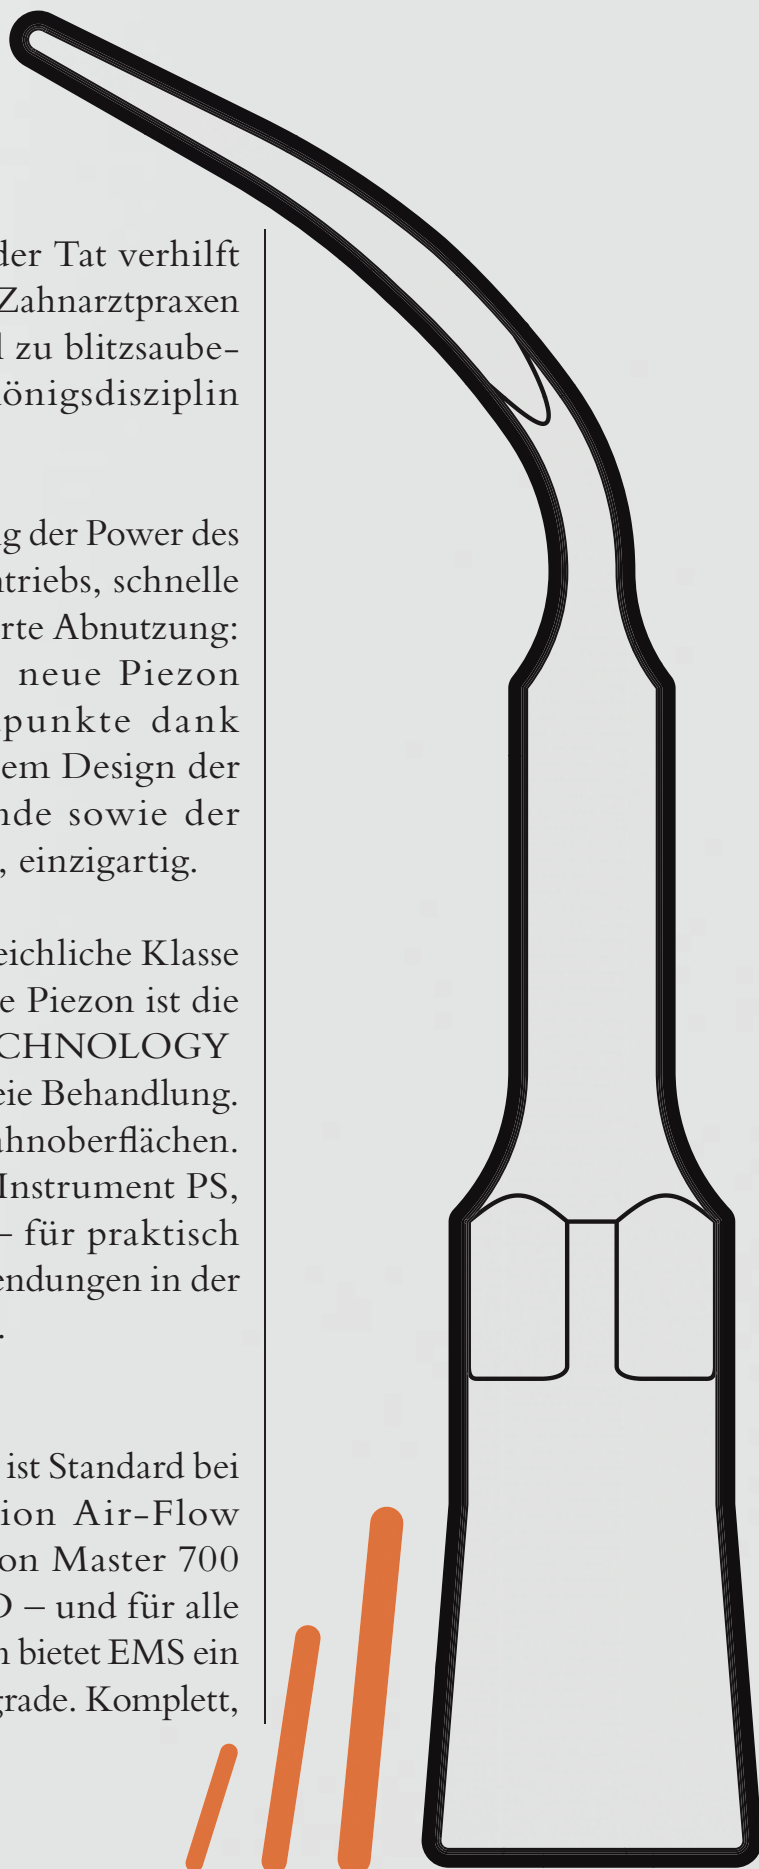 der Tat verhilft
Zahnarztpraxen
zu blitzsaube-
önigsdisziplin
g der Power des
ntriebs, schnelle
rte Abnutzung:
neue Piezon
punkte dank
em Design der
nde sowie der
, einzigartig.
eichliche Klasse
e Piezon ist die
CHNOLOGY
eie Behandlung.
ahnoberflächen.
Instrument PS,
– für praktisch
endungen in der
.
ist Standard bei
ion Air-Flow
on Master 700
– und für alle
n bietet EMS ein
grade. Komplett,